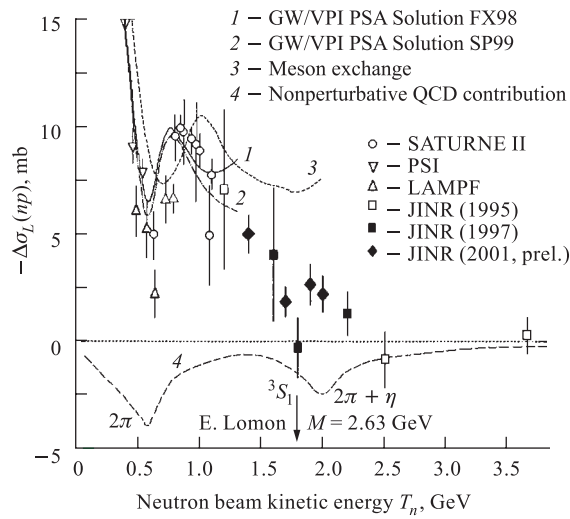 1 – GW/VPI PSA Solution FX98
2 – GW/VPI PSA Solution SP99
3 – Meson exchange
4 – Nonperturbative QCD contribution
15
10
5
0
−5
−Δσ_L(np), mb
1
2
3
4
– SATURNE II
– PSI
– LAMPF
– JINR (1995)
– JINR (1997)
– JINR (2001, prel.)
2π
³S₁
2π + η
E. Lomon
M = 2.63 GeV
0 0.5 1.0 1.5 2.0 2.5 3.0 3.5
Neutron beam kinetic energy T_n, GeV